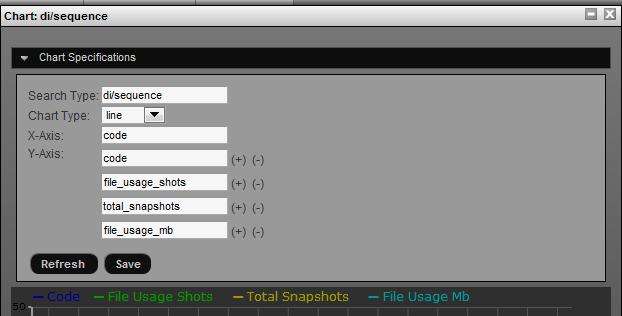 Chart: di/sequence
Chart Specifications
Search Type: di/sequence
Chart Type: line
X-Axis: code
Y-Axis: code (+) (-)
file_usage_shots (+) (-)
total_snapshots (+) (-)
file_usage_mb (+) (-)
Refresh Save
Code File Usage Shots Total Snapshots File Usage Mb
50